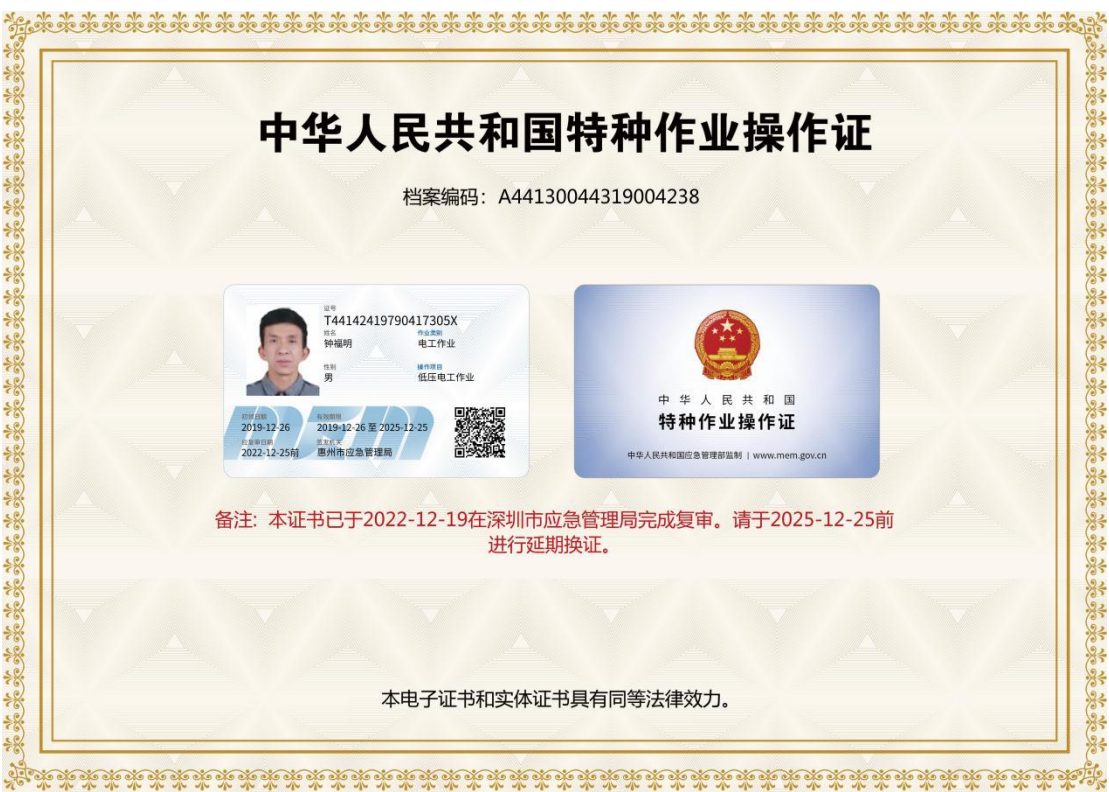 中华人民共和国特种作业操作证
档案编码：A44130044319004238
证号
T44142419790417305X
姓名 作业类别
钟福明 电工作业
性别 操作项目
男 低压电工作业
初领日期 有效期限
2019-12-26 2019-12-26 至 2025-12-25
应复审日期 签发机关
2022-12-25前 惠州市应急管理局
中华人民共和国
特种作业操作证
中华人民共和国应急管理部监制 | www.mem.gov.cn
备注：本证书已于2022-12-19在深圳市应急管理局完成复审。请于2025-12-25前
进行延期换证。
本电子证书和实体证书具有同等法律效力。